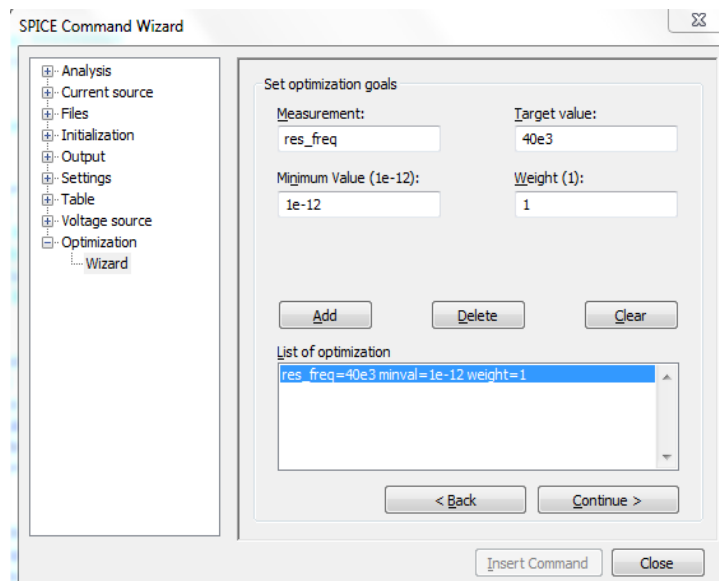 SPICE Command Wizard
Analysis
Current source
Files
Initialization
Output
Settings
Table
Voltage source
Optimization
Wizard
Set optimization goals
Measurement: Target value:
res_freq 40e3
Minimum Value (1e-12): Weight (1):
1e-12 1
Add Delete Clear
List of optimization
res_freq=40e3 minval=1e-12 weight=1
< Back Continue >
Insert Command Close